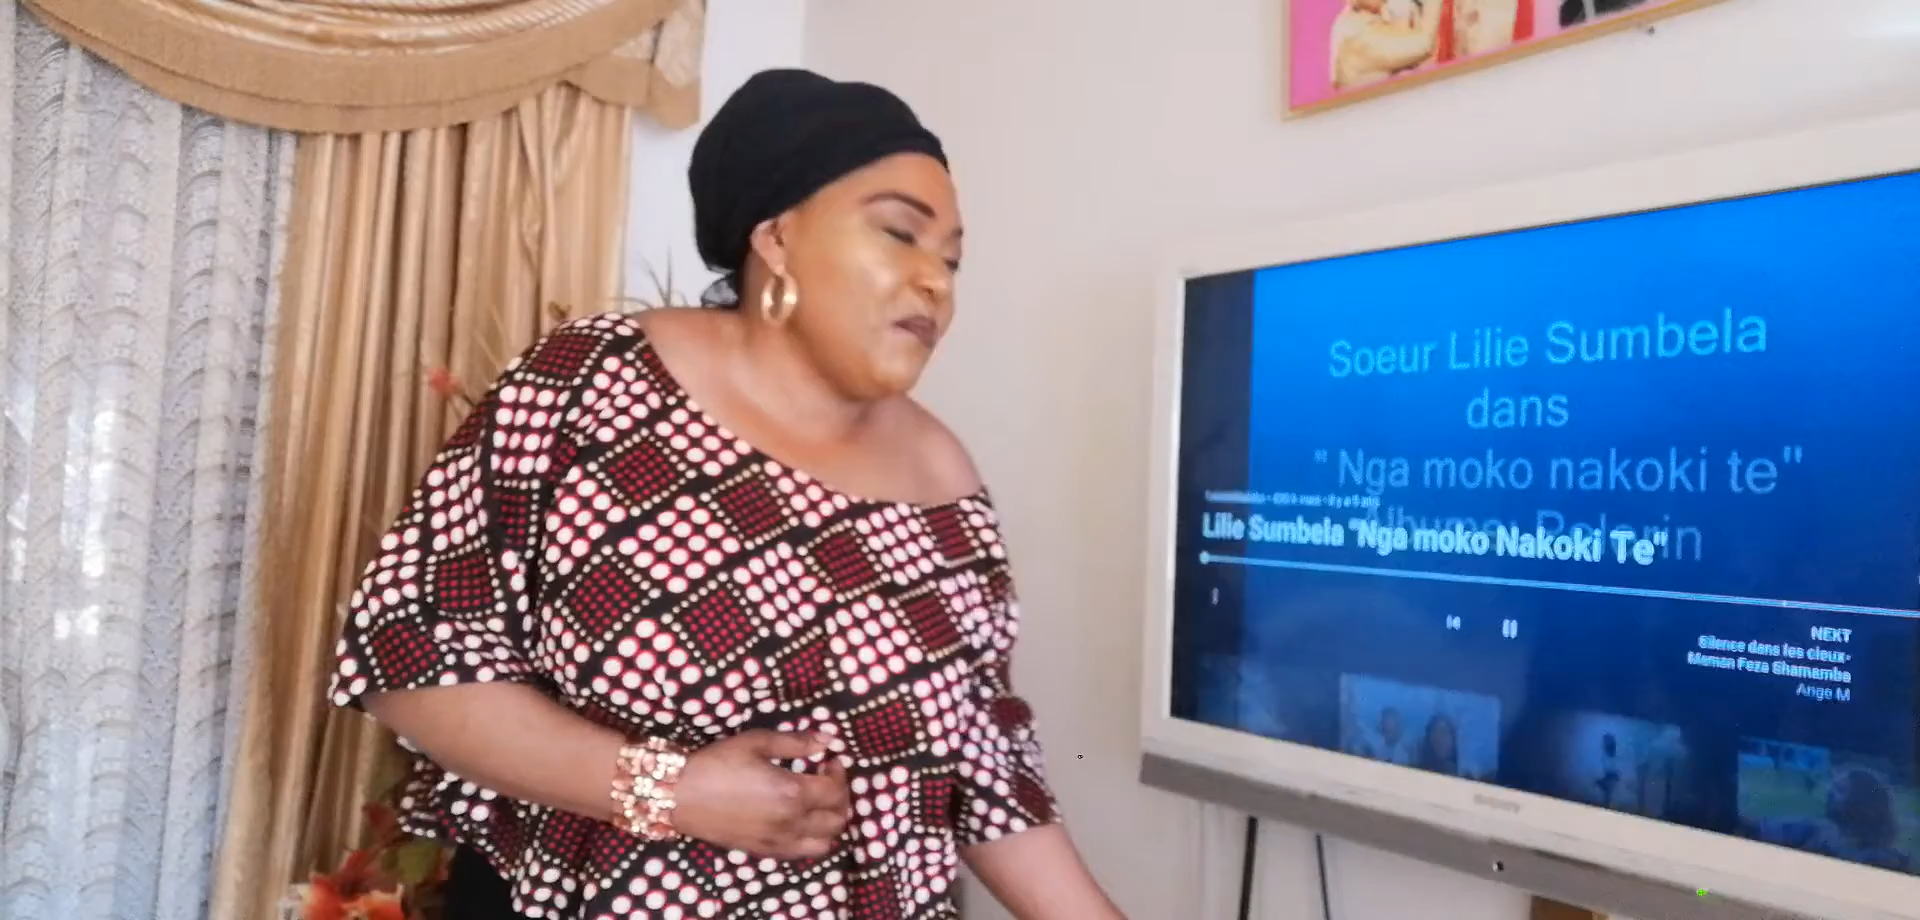 Soeur Lilie Sumbela
dans
" Nga moko nakoki te"
Lilie Sumbela "Nga moko Nakoki Te"
NEXT
Silence dans les cieux-
Maman Feza Shamamba
Ange M